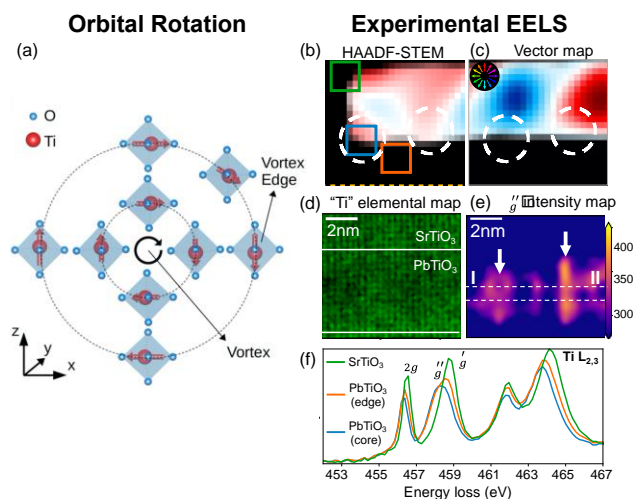 Orbital Rotation
Experimental EELS
(a)
O
Ti
Vortex
Edge
Vortex
z
y
x
(b)
HAADF-STEM
(c)
Vector map
(d)
"Ti" elemental map
2nm
SrTiO3
PbTiO3
(e)
g′′ intensity map
2nm
I
II
400
350
300
(f)
SrTiO3
PbTiO3
(edge)
PbTiO3
(core)
2g
g′′
g′
Ti L2,3
453 455 457 459 461 463 465 467
Energy loss (eV)